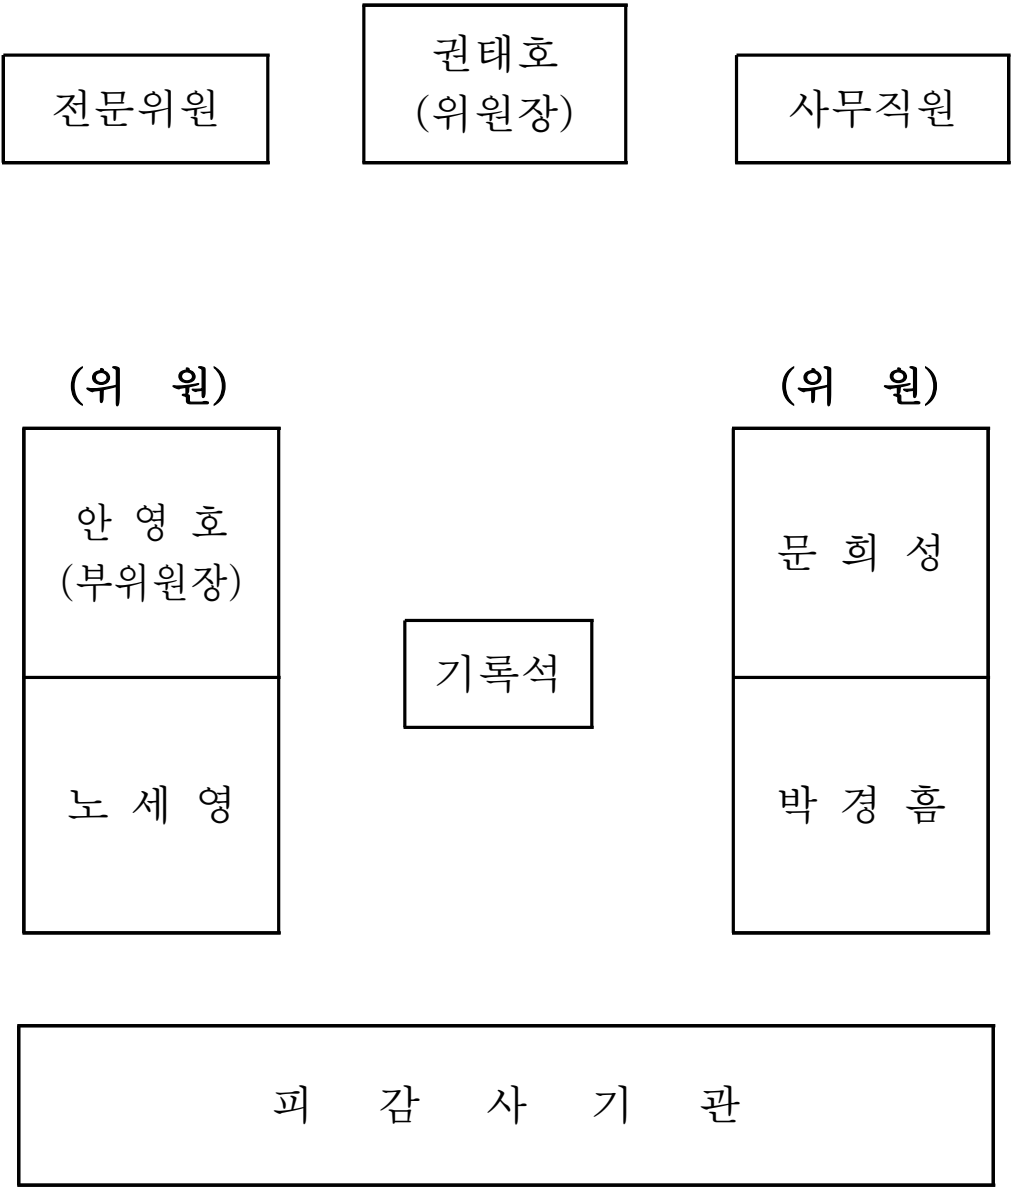 권태호
(위원장)
전문위원
사무직원
(위 원)
(위 원)
안 영 호
(부위원장)
문 희 성
기록석
노 세 영
박 경 흠
피 감 사 기 관